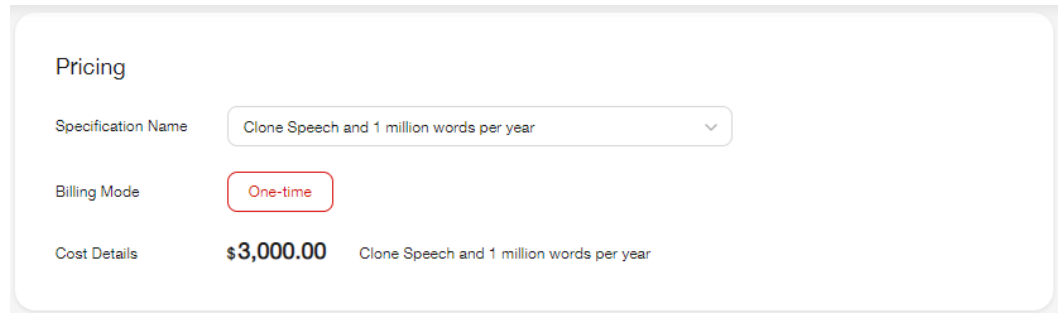 Pricing
Specification Name Clone Speech and 1 million words per year
Billing Mode One-time
Cost Details $3,000.00 Clone Speech and 1 million words per year